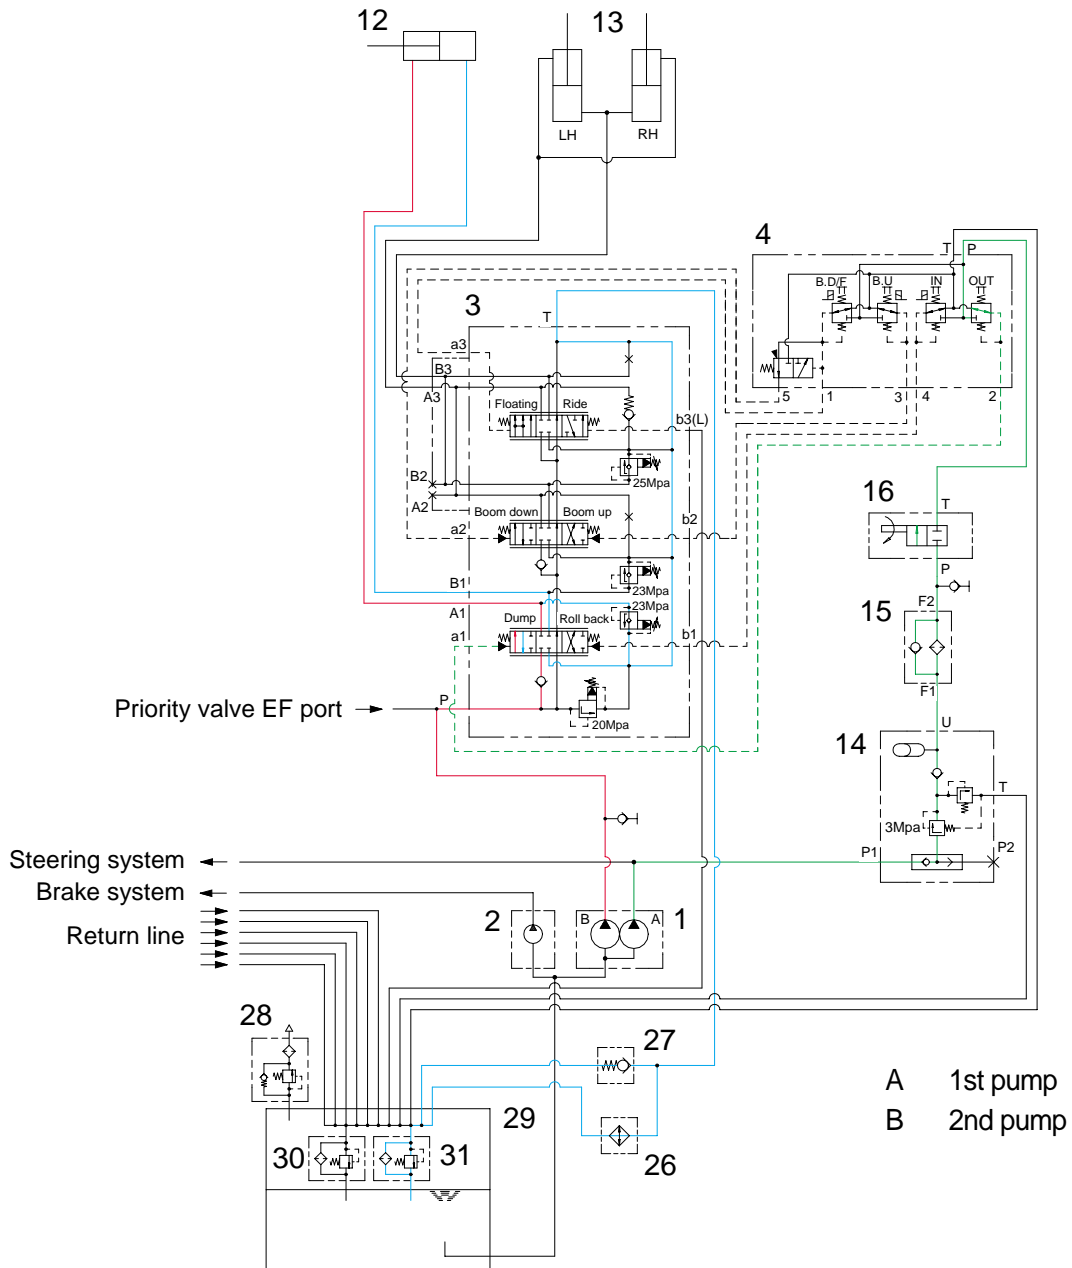 12
13
LH
RH
4
T P
B.D/F
B.U
IN
OUT
3
T
a3
B3
A3
Floating
Ride
b3(L)
5
1
3
4
2
25Mpa
B2
A2
Boom down
Boom up
a2
b2
16
T
P
B1
23Mpa
23Mpa
A1
Dump
Roll back
a1
b1
F2
15
F1
Priority valve EF port
P
20Mpa
U
14
T
3Mpa
P1
P2
Steering system
Brake system
Return line
2
B
A
1
28
27
29
26
30
31
A 1st pump
B 2nd pump